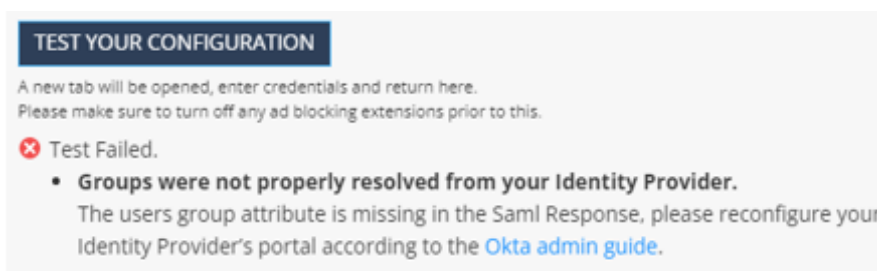 TEST YOUR CONFIGURATION
A new tab will be opened, enter credentials and return here.
Please make sure to turn off any ad blocking extensions prior to this.
Test Failed.
• Groups were not properly resolved from your Identity Provider.
The users group attribute is missing in the Saml Response, please reconfigure your
Identity Provider's portal according to the Okta admin guide.